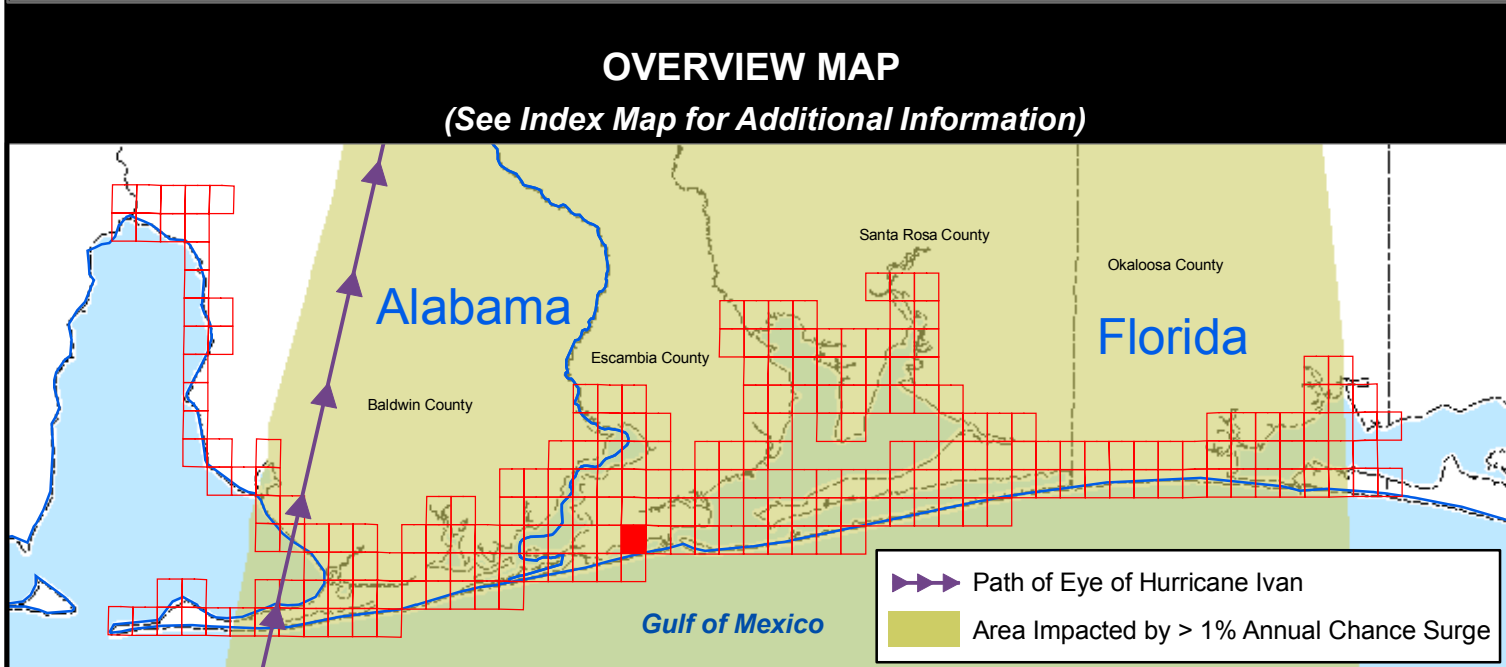 OVERVIEW MAP
(See Index Map for Additional Information)
Santa Rosa County
Okaloosa County
Alabama
Florida
Escambia County
Baldwin County
Path of Eye of Hurricane Ivan
Gulf of Mexico
Area Impacted by > 1% Annual Chance Surge